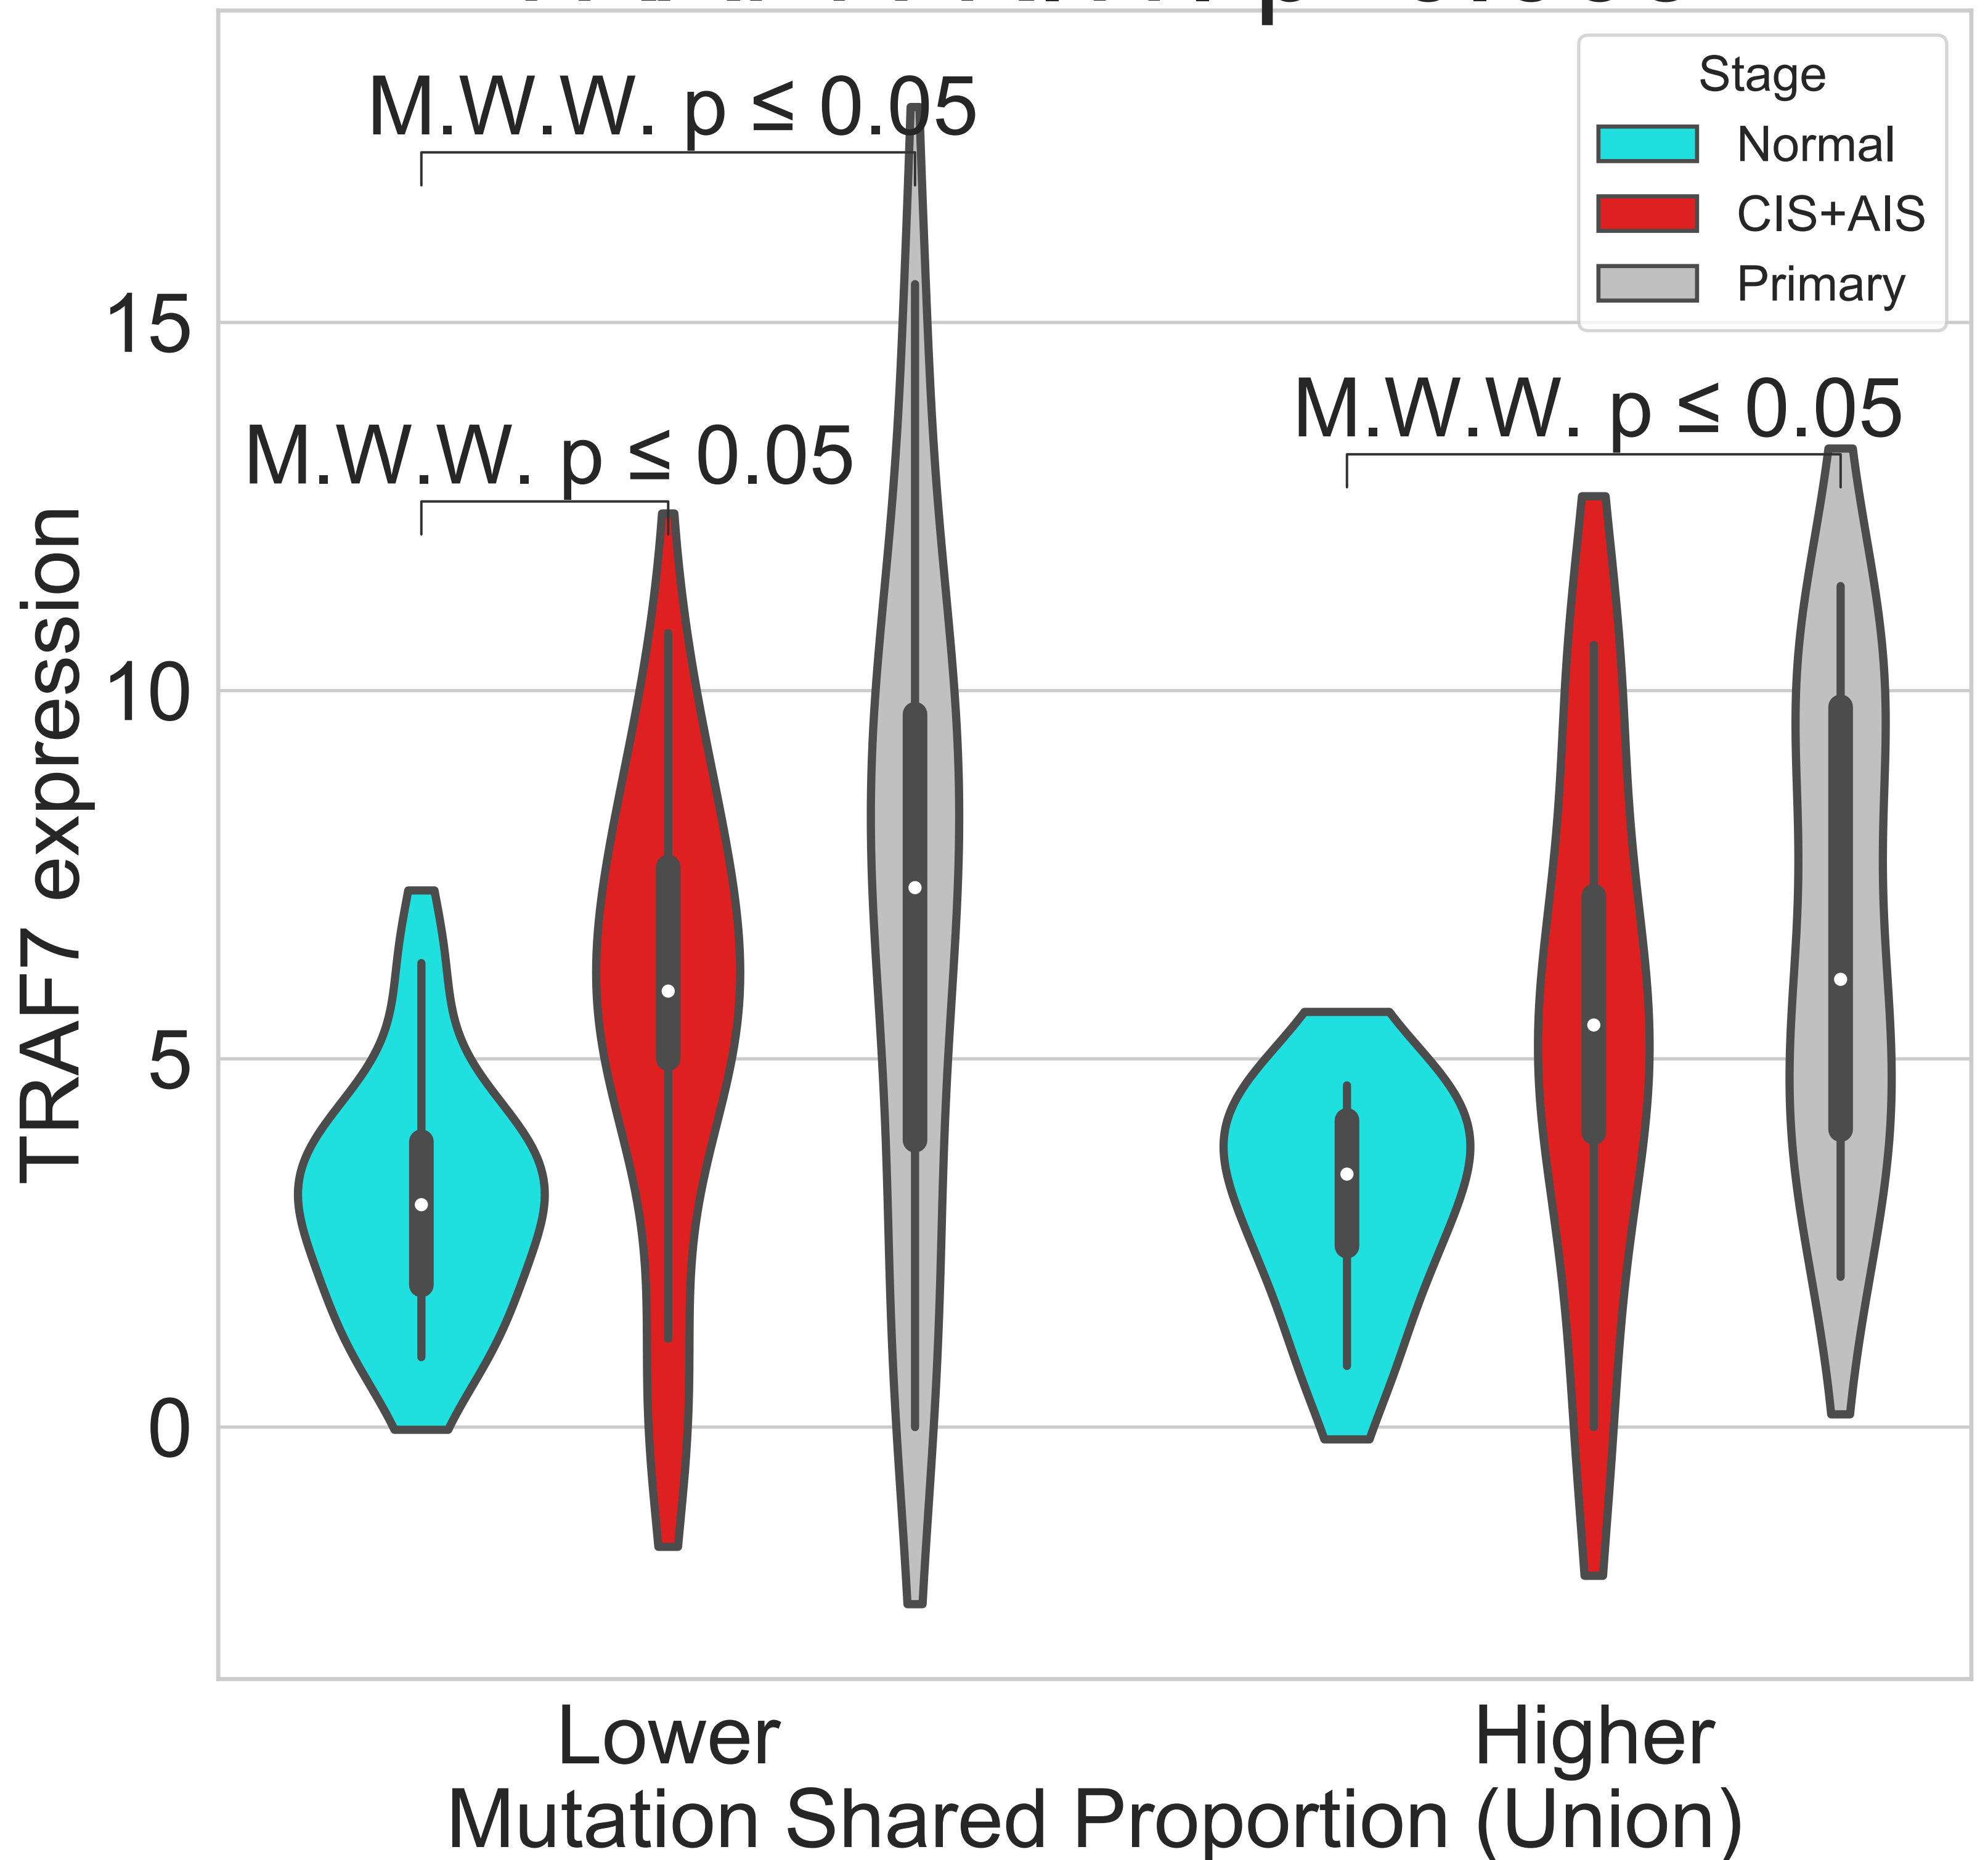 M.W.W. p ≤ 0.05
Stage
Normal
CIS+AIS
Primary
M.W.W. p ≤ 0.05
M.W.W. p ≤ 0.05
TRAF7 expression
15
10
5
0
Lower
Higher
Mutation Shared Proportion (Union)